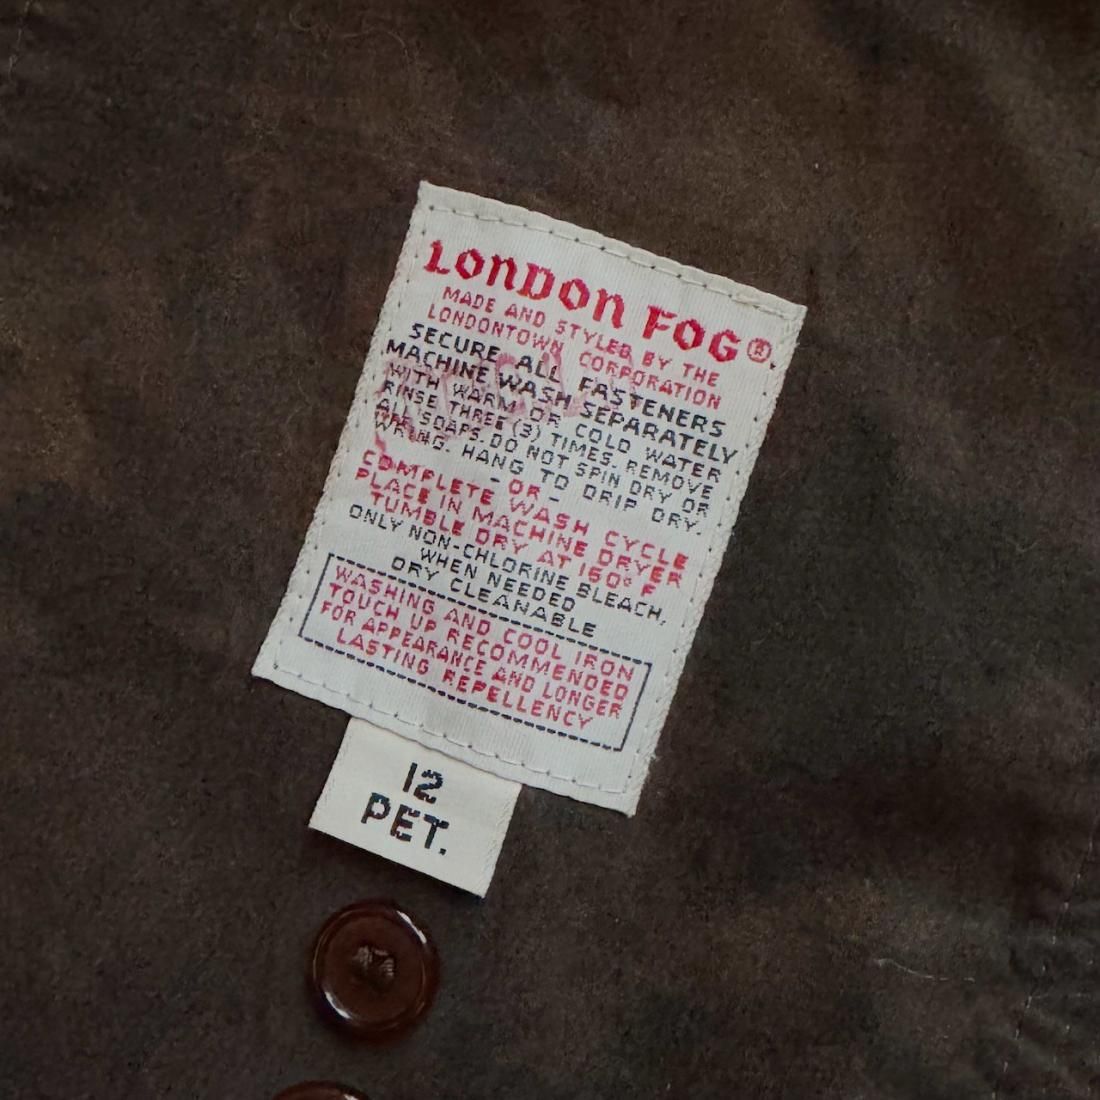 LONDON FOG®
MADE AND STYLED BY THE
LONDONTOWN CORPORATION
SECURE ALL FASTENERS
MACHINE WASH SEPARATELY
WITH WARM OR COLD WATER
RINSE THREE (3) TIMES. REMOVE
ALL SOAPS. DO NOT SPIN DRY OR
WRING. HANG TO DRIP DRY.
- OR -
COMPLETE WASH CYCLE
PLACE IN MACHINE DRYER
TUMBLE DRY AT 160° F
ONLY NON-CHLORINE BLEACH,
WHEN NEEDED
DRY CLEANABLE
WASHING AND COOL IRON
TOUCH UP RECOMMENDED
FOR APPEARANCE AND LONGER
LASTING REPELLENCY
12
PET.